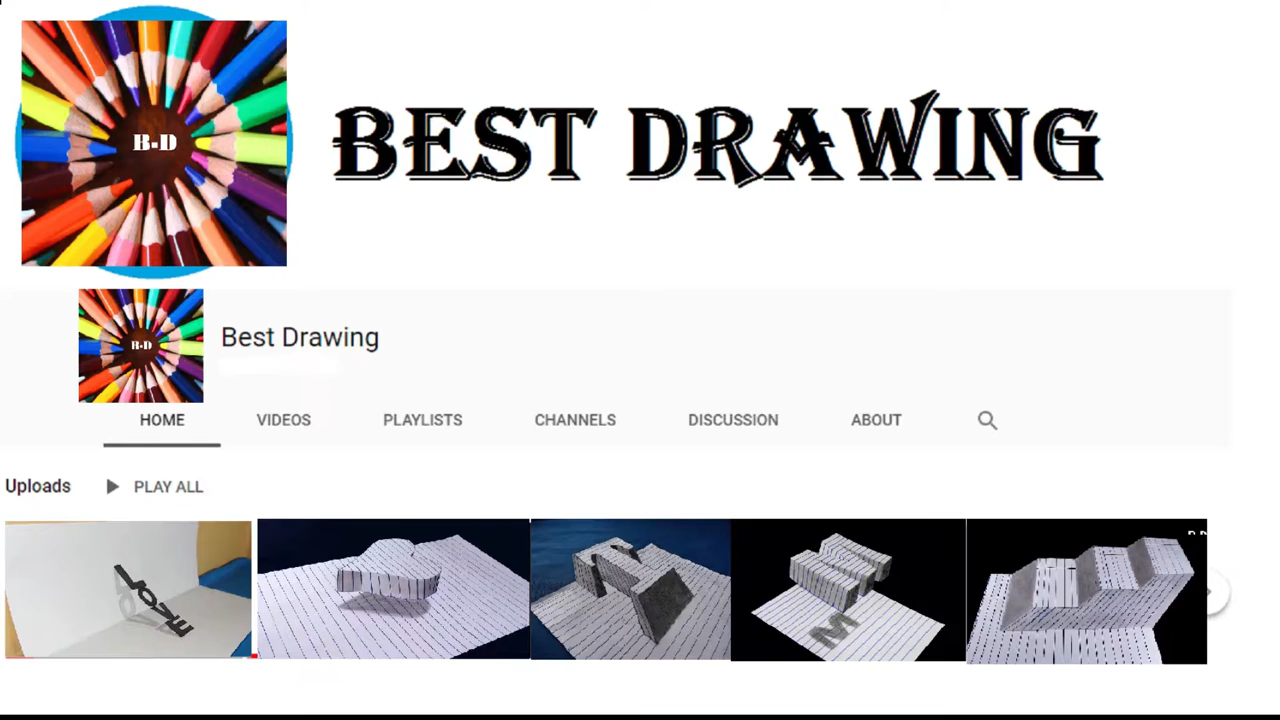 B-D
BEST DRAWING
B-D
Best Drawing
HOME VIDEOS PLAYLISTS CHANNELS DISCUSSION ABOUT
Uploads PLAY ALL
LOVE
M